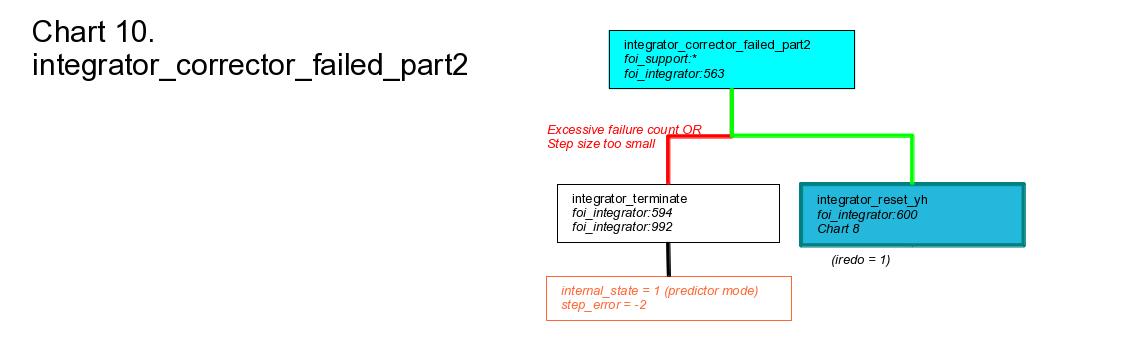 Chart 10.
integrator_corrector_failed_part2
integrator_corrector_failed_part2
foi_support:*
foi_integrator:563
Excessive failure count OR
Step size too small
integrator_terminate
foi_integrator:594
foi_integrator:992
integrator_reset_yh
foi_integrator:600
Chart 8
(iredo = 1)
internal_state = 1 (predictor mode)
step_error = -2